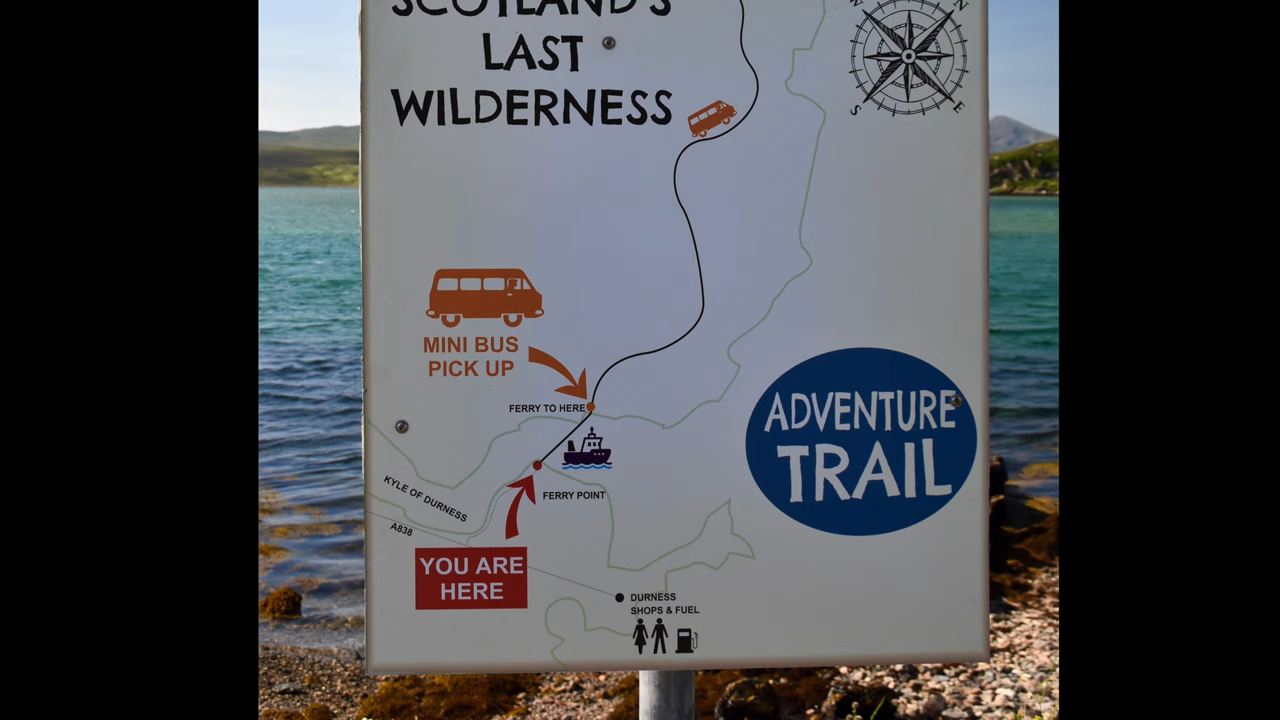 SCOTLAND'S
LAST
WILDERNESS
N
S
E
MINI BUS
PICK UP
FERRY TO HERE
ADVENTURE
TRAIL
KYLE OF DURNESS
FERRY POINT
A838
YOU ARE
HERE
DURNESS
SHOPS & FUEL